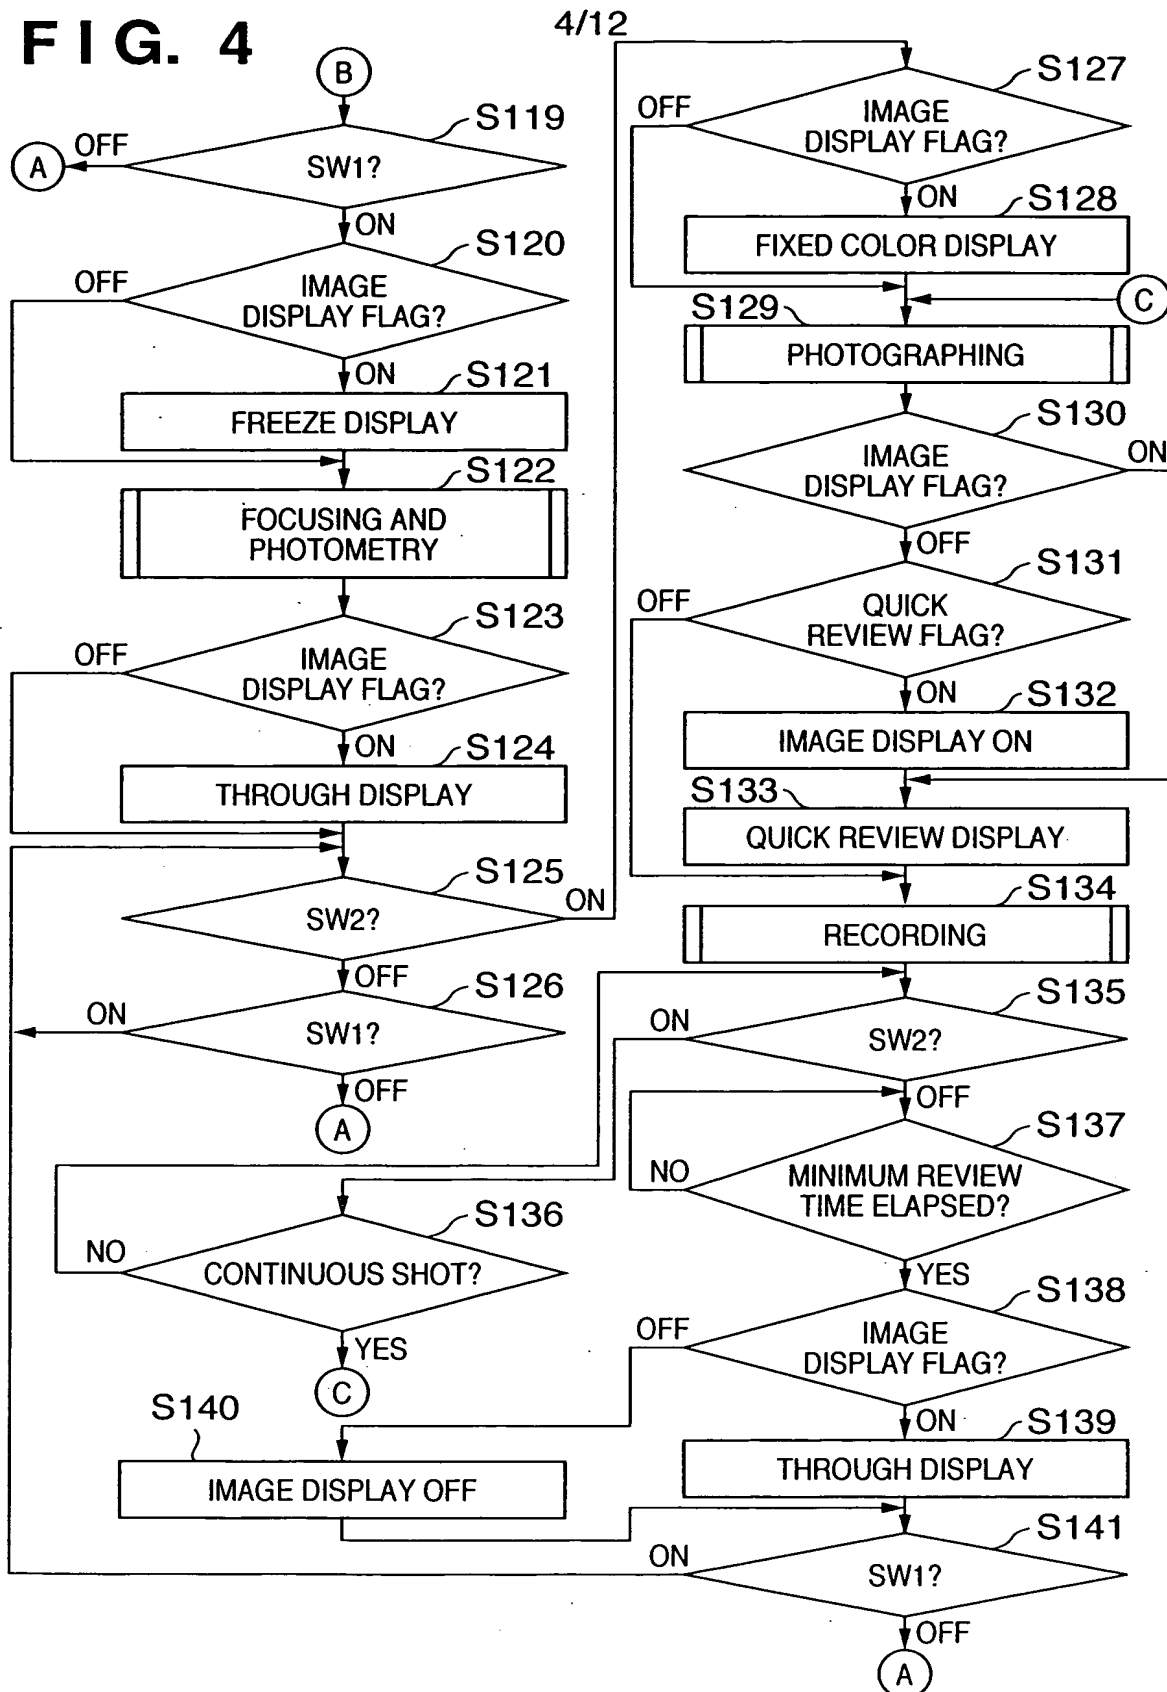 FIG. 4
4/12
B
S119
OFF
A
SW1?
ON
S120
OFF
IMAGE
DISPLAY FLAG?
ON
S121
FREEZE DISPLAY
S122
FOCUSING AND
PHOTOMETRY
S123
OFF
IMAGE
DISPLAY FLAG?
ON
S124
THROUGH DISPLAY
S125
ON
SW2?
OFF
S126
ON
SW1?
OFF
A
S136
NO
CONTINUOUS SHOT?
YES
C
S140
IMAGE DISPLAY OFF
S127
OFF
IMAGE
DISPLAY FLAG?
ON
S128
FIXED COLOR DISPLAY
C
S129
PHOTOGRAPHING
S130
ON
IMAGE
DISPLAY FLAG?
OFF
S131
OFF
QUICK
REVIEW FLAG?
ON
S132
IMAGE DISPLAY ON
S133
QUICK REVIEW DISPLAY
S134
RECORDING
S135
ON
SW2?
OFF
S137
NO
MINIMUM REVIEW
TIME ELAPSED?
YES
S138
OFF
IMAGE
DISPLAY FLAG?
ON
S139
THROUGH DISPLAY
S141
ON
SW1?
OFF
A